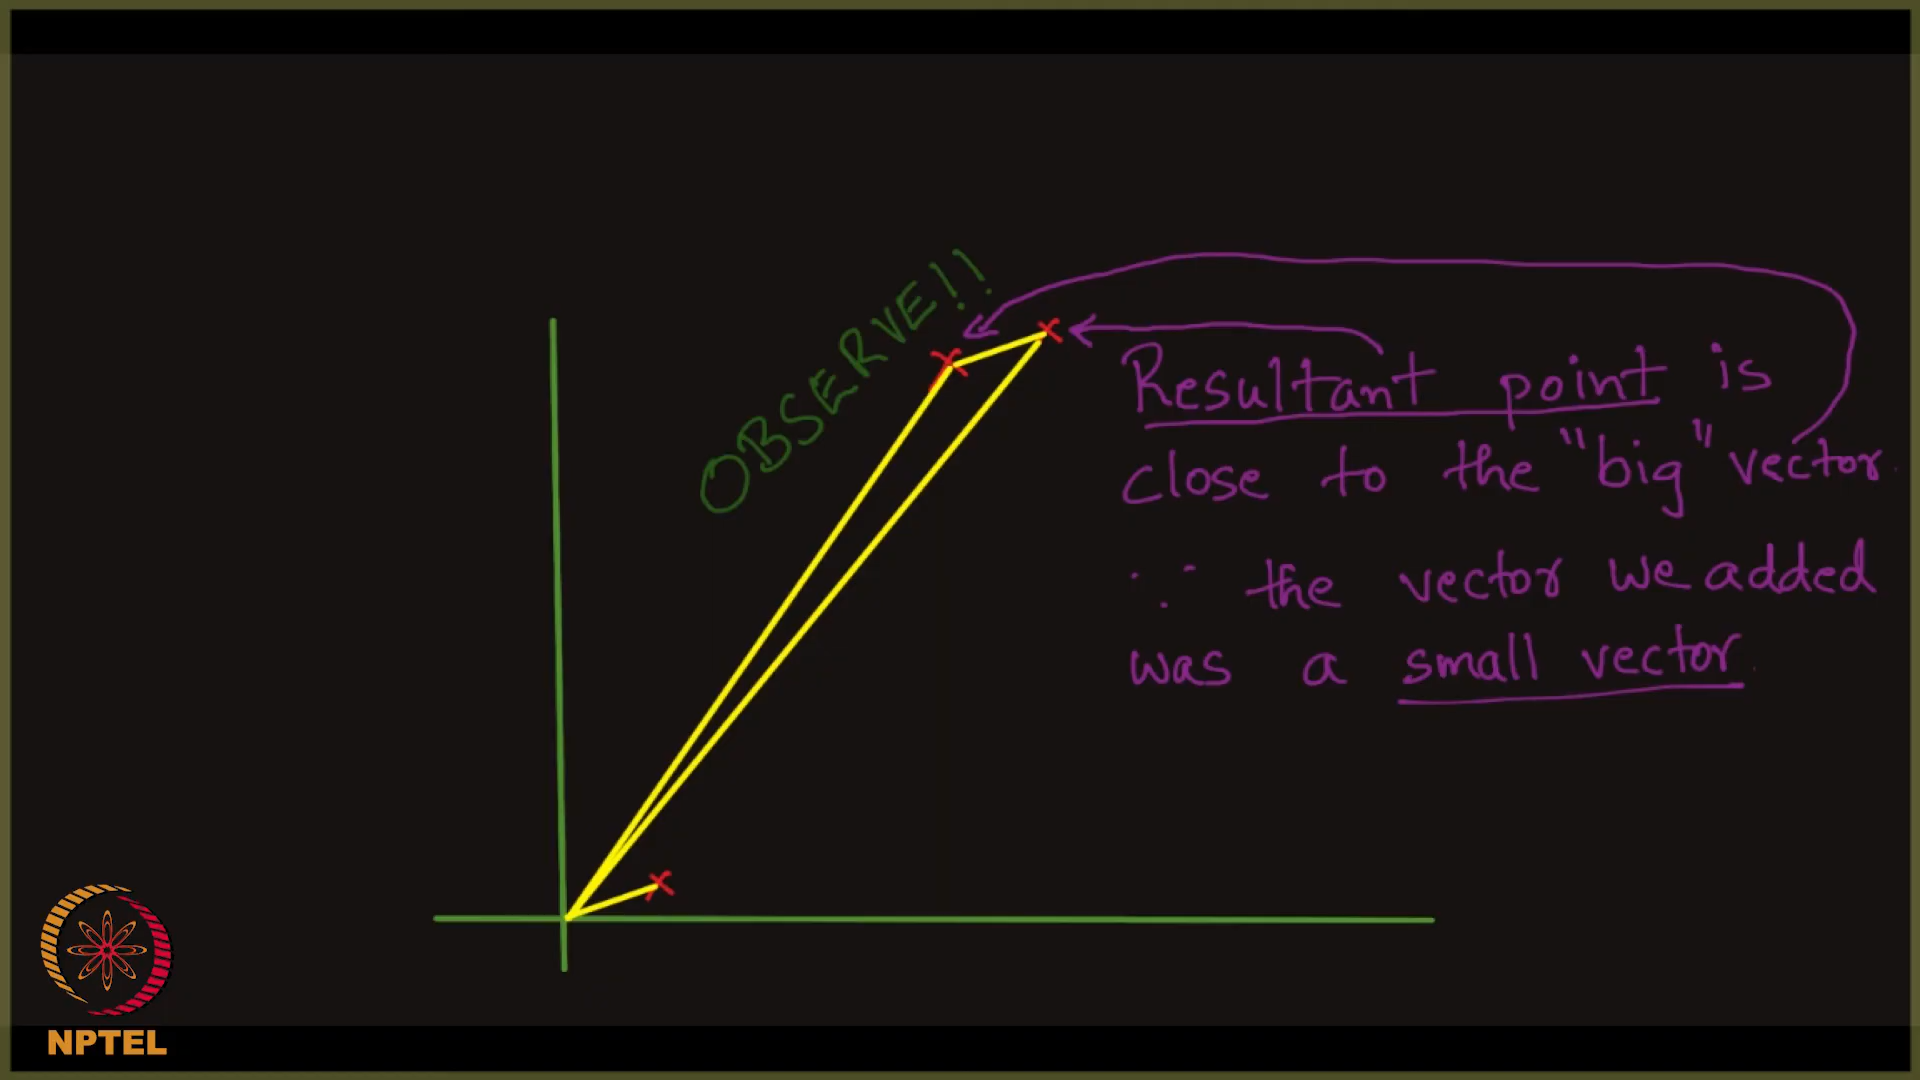 OBSERVE!!
Resultant point is
close to the "big" vector.
∵ the vector we added
was a small vector.
NPTEL